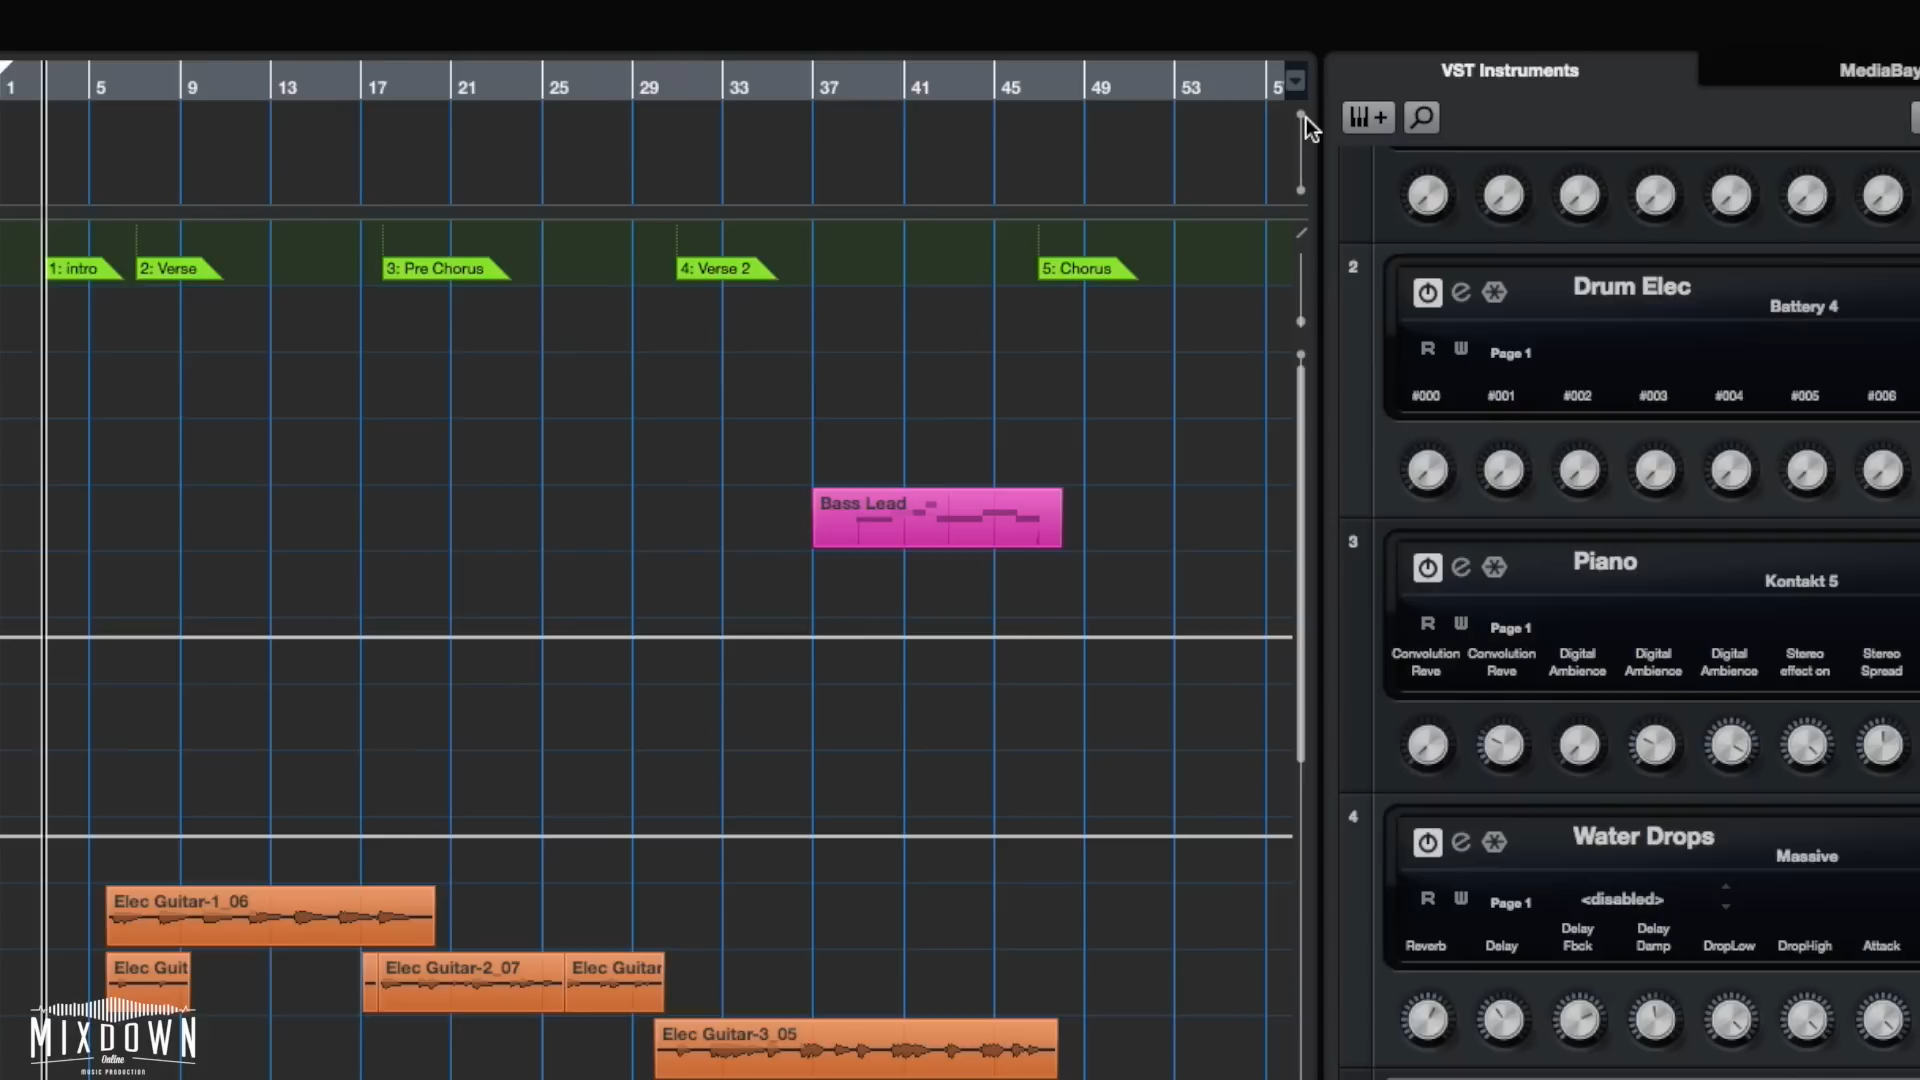 1 5 9 13 17 21 25 29 33 37 41 45 49 53 5
VST Instruments
MediaBay
+
1: intro
2: Verse
3: Pre Chorus
4: Verse 2
5: Chorus
Bass Lead
Elec Guitar-1_06
Elec Guit
Elec Guitar-2_07
Elec Guitar
Elec Guitar-3_05
2
Drum Elec
Battery 4
R W Page 1
#000 #001 #002 #003 #004 #005 #006
3
Piano
Kontakt 5
R W Page 1
Convolution Convolution Digital Digital Digital Stereo Stereo
Reve Reve Ambience Ambience Ambience effect on Spread
4
Water Drops
Massive
R W Page 1 <disabled>
Delay Delay
Reverb Delay Fbck Damp DropLow DropHigh Attack
MIXDOWN
Online
MUSIC PRODUCTION